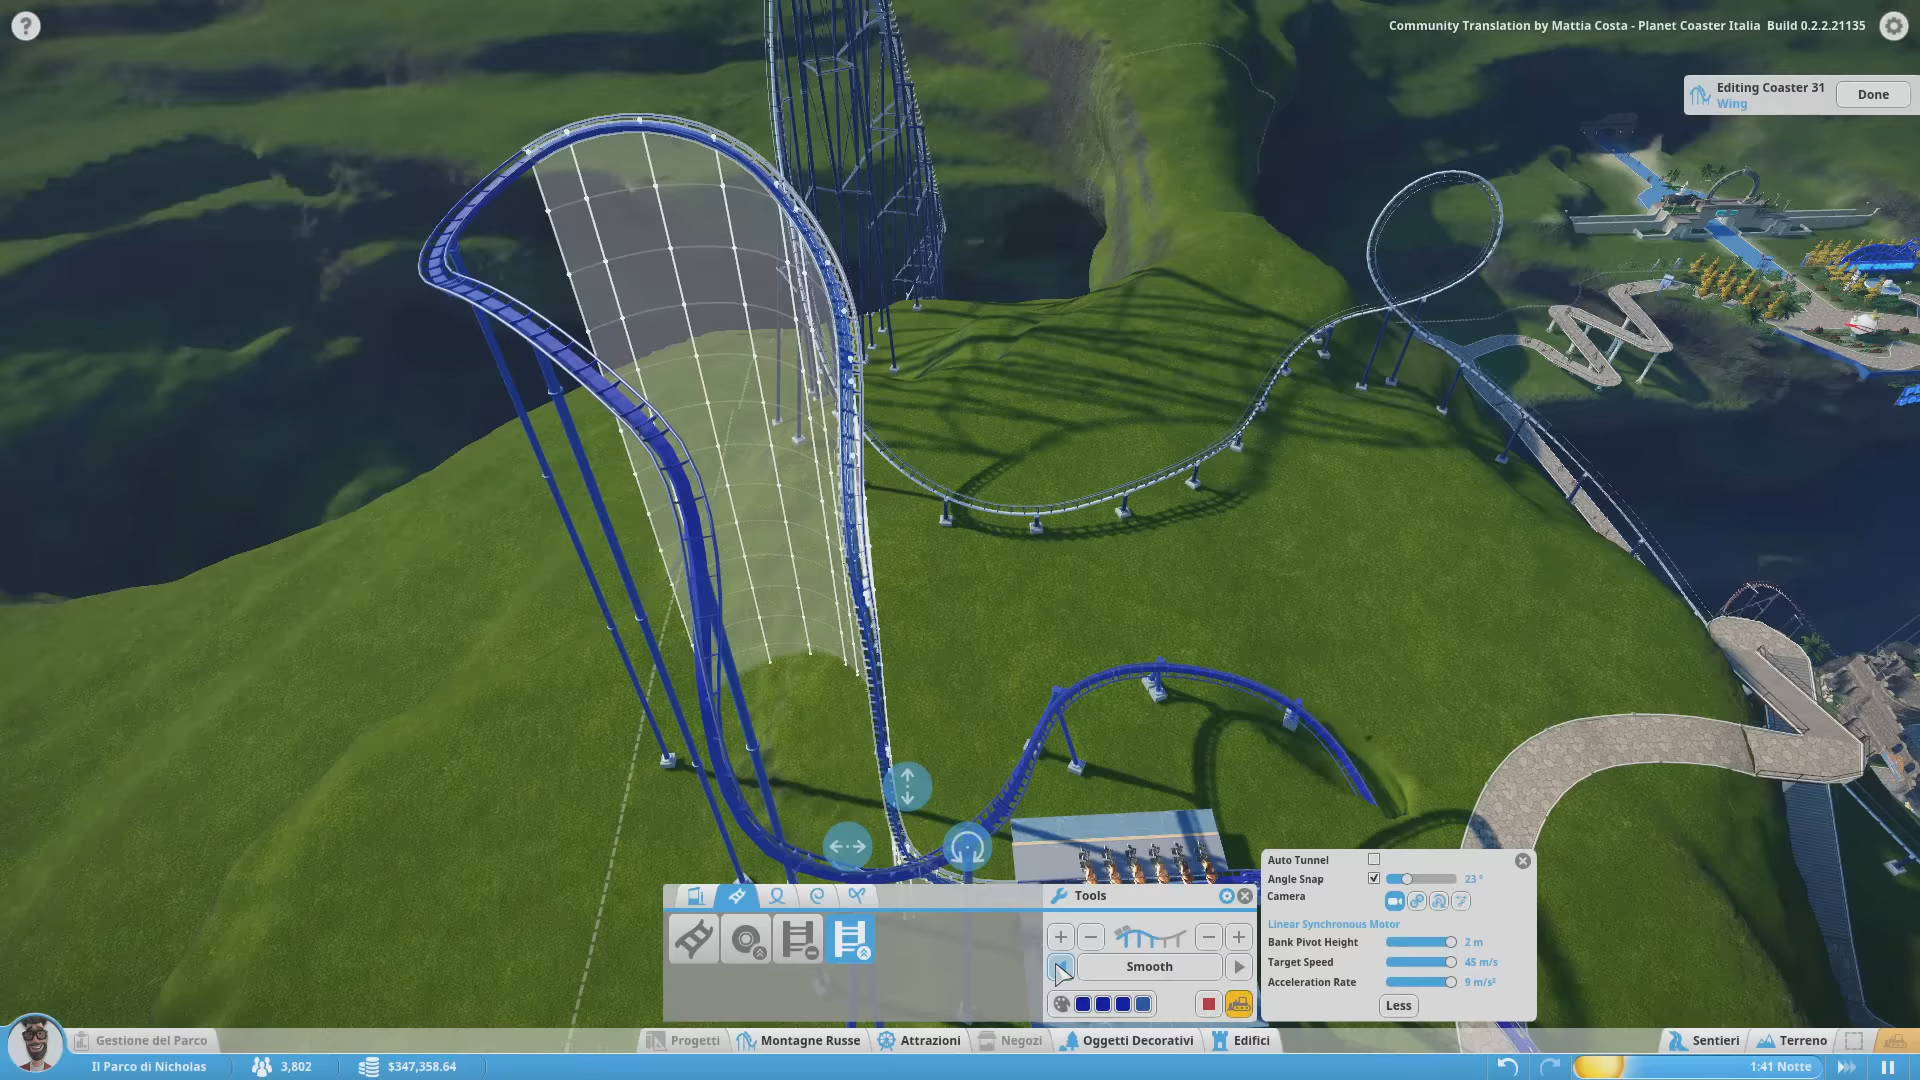 ?
Community Translation by Mattia Costa - Planet Coaster Italia Build 0.2.2.21135
Editing Coaster 31
Wing
Done
Auto Tunnel
Angle Snap 23 °
Camera
Linear Synchronous Motor
Bank Pivot Height 2 m
Target Speed 45 m/s
Acceleration Rate 9 m/s²
Less
Tools
Smooth
Gestione del Parco
Progetti
Montagne Russe
Attrazioni
Negozi
Oggetti Decorativi
Edifici
Sentieri
Terreno
Il Parco di Nicholas
3,802
$347,358.64
1:41 Notte